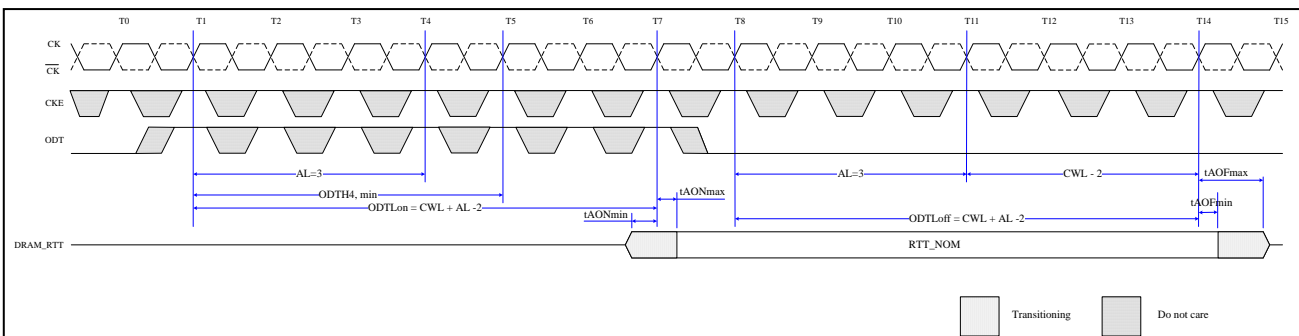 T0 T1 T2 T3 T4 T5 T6 T7 T8 T9 T10 T11 T12 T13 T14 T15
CK
CK
CKE
ODT
AL=3 AL=3 CWL - 2 tAOFmax
ODTH4, min tAONmax
ODTLon = CWL + AL -2 tAOFmin
tAONmin ODTLoff = CWL + AL -2
DRAM_RTT RTT_NOM
Transitioning Do not care